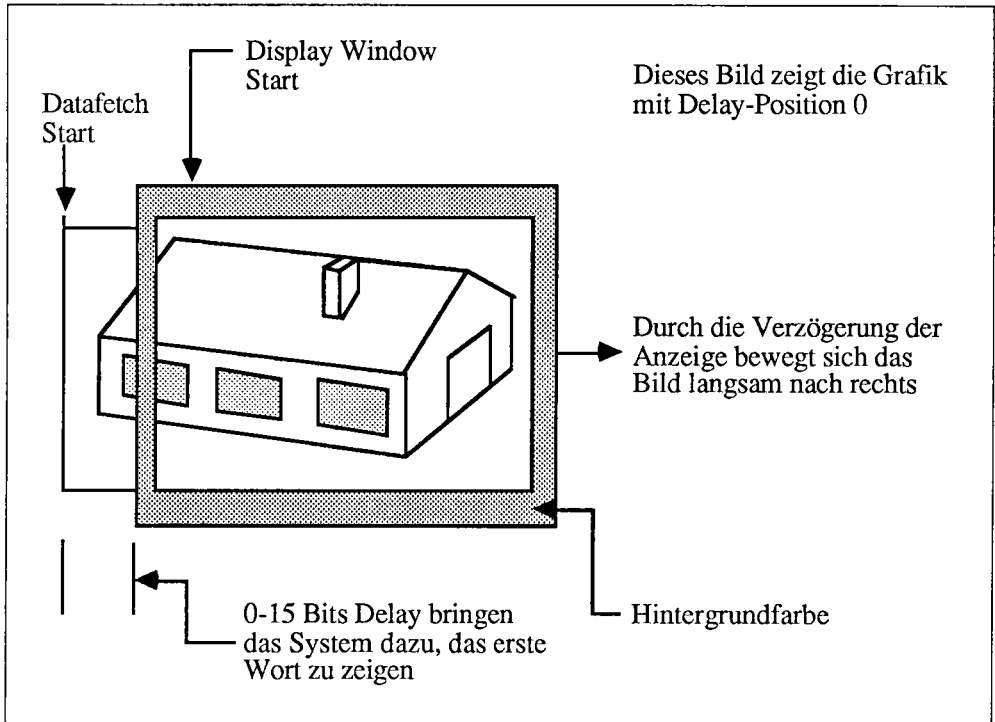 Display Window
Start
Dieses Bild zeigt die Grafik
mit Delay-Position 0
Datafetch
Start
Durch die Verzögerung der
Anzeige bewegt sich das
Bild langsam nach rechts
0-15 Bits Delay bringen
das System dazu, das erste
Wort zu zeigen
Hintergrundfarbe